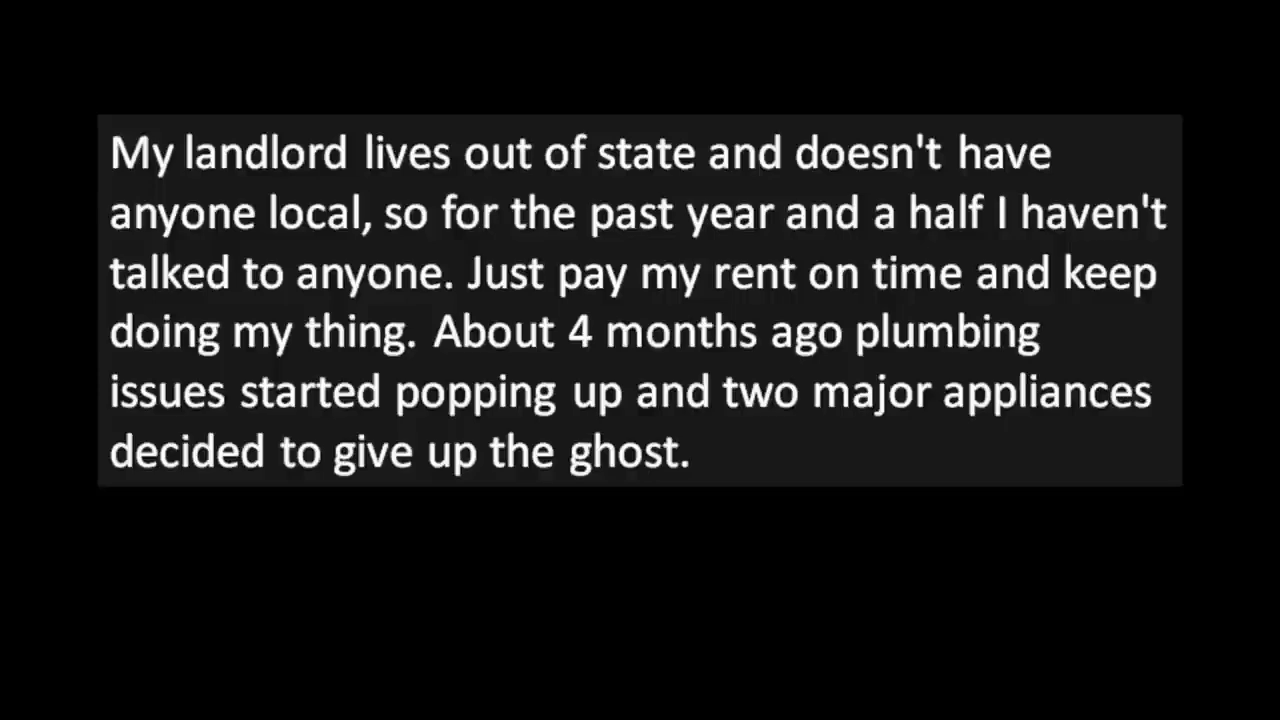 My landlord lives out of state and doesn't have
anyone local, so for the past year and a half I haven't
talked to anyone. Just pay my rent on time and keep
doing my thing. About 4 months ago plumbing
issues started popping up and two major appliances
decided to give up the ghost.